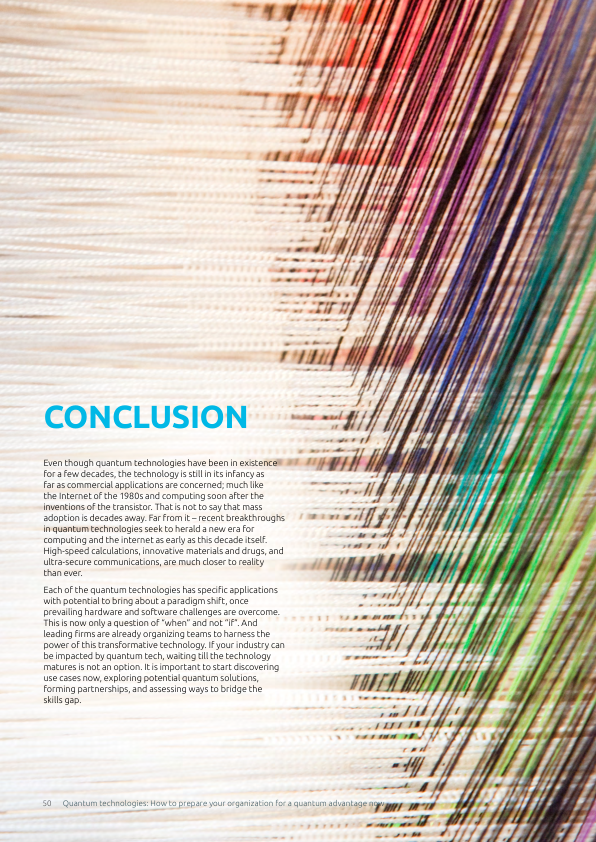 CONCLUSION
Even though quantum technologies have been in existence
for a few decades, the technology is still in its infancy as
far as commercial applications are concerned; much like
the Internet of the 1980s and computing soon after the
inventions of the transistor. That is not to say that mass
adoption is decades away. Far from it – recent breakthroughs
in quantum technologies seek to herald a new era for
computing and the internet as early as this decade itself.
High-speed calculations, innovative materials and drugs, and
ultra-secure communications, are much closer to reality
than ever.
Each of the quantum technologies has specific applications
with potential to bring about a paradigm shift, once
prevailing hardware and software challenges are overcome.
This is now only a question of “when” and not “if”. And
leading firms are already organizing teams to harness the
power of this transformative technology. If your industry can
be impacted by quantum tech, waiting till the technology
matures is not an option. It is important to start discovering
use cases now, exploring potential quantum solutions,
forming partnerships, and assessing ways to bridge the
skills gap.
50 Quantum technologies: How to prepare your organization for a quantum advantage now